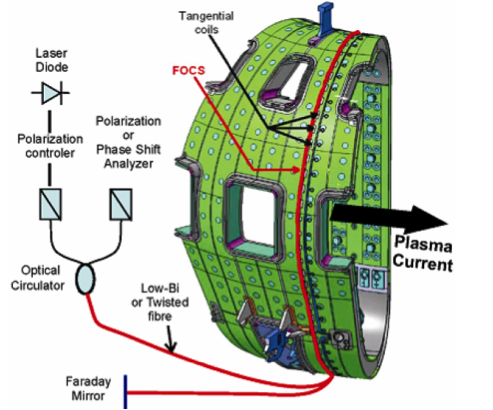 Tangential
coils
FOCS
Laser
Diode
Polarization
or
Phase Shift
Analyzer
Polarization
controler
Optical
Circulator
Low-Bi
or Twisted
fibre
Plasma
Current
Faraday
Mirror